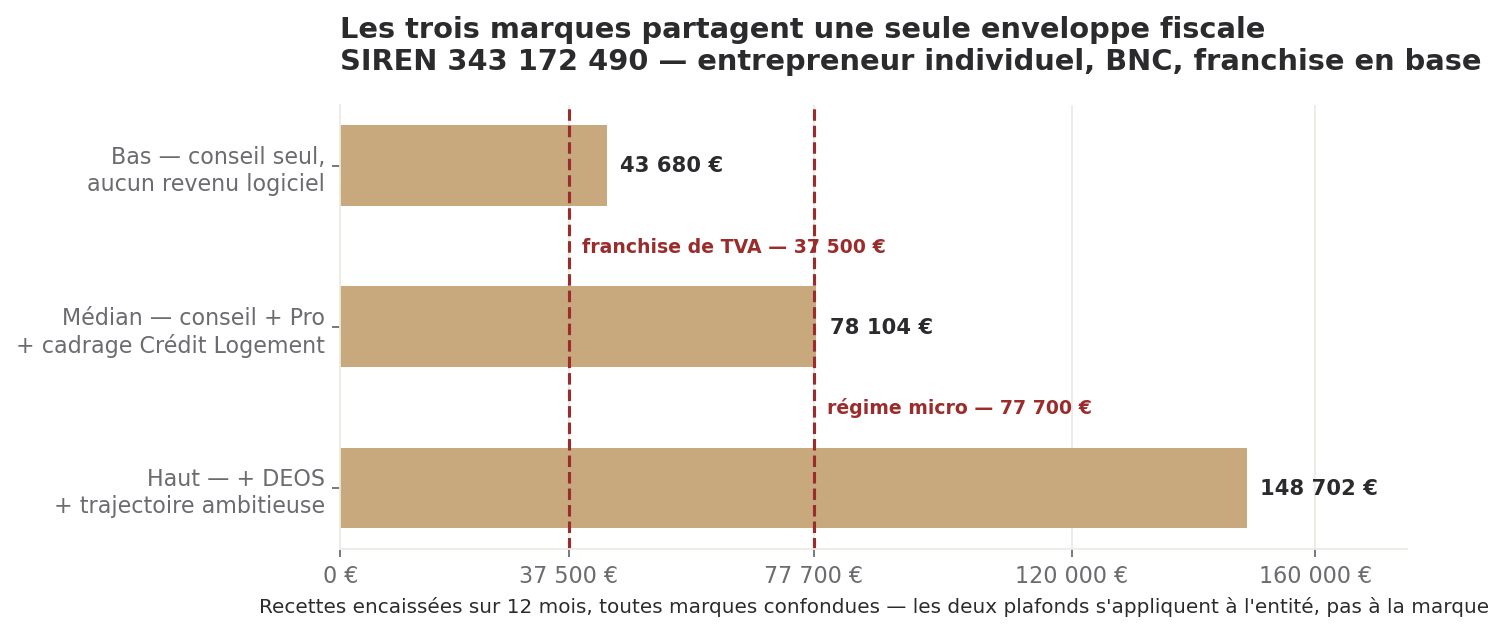 Les trois marques partagent une seule enveloppe fiscale
SIREN 343 172 490 — entrepreneur individuel, BNC, franchise en base
Bas — conseil seul,
aucun revenu logiciel
43 680 €
franchise de TVA — 37 500 €
Médian — conseil + Pro
+ cadrage Crédit Logement
78 104 €
régime micro — 77 700 €
Haut — + DEOS
+ trajectoire ambitieuse
148 702 €
0 €
37 500 €
77 700 €
120 000 €
160 000 €
Recettes encaissées sur 12 mois, toutes marques confondues — les deux plafonds s'appliquent à l'entité, pas à la marque